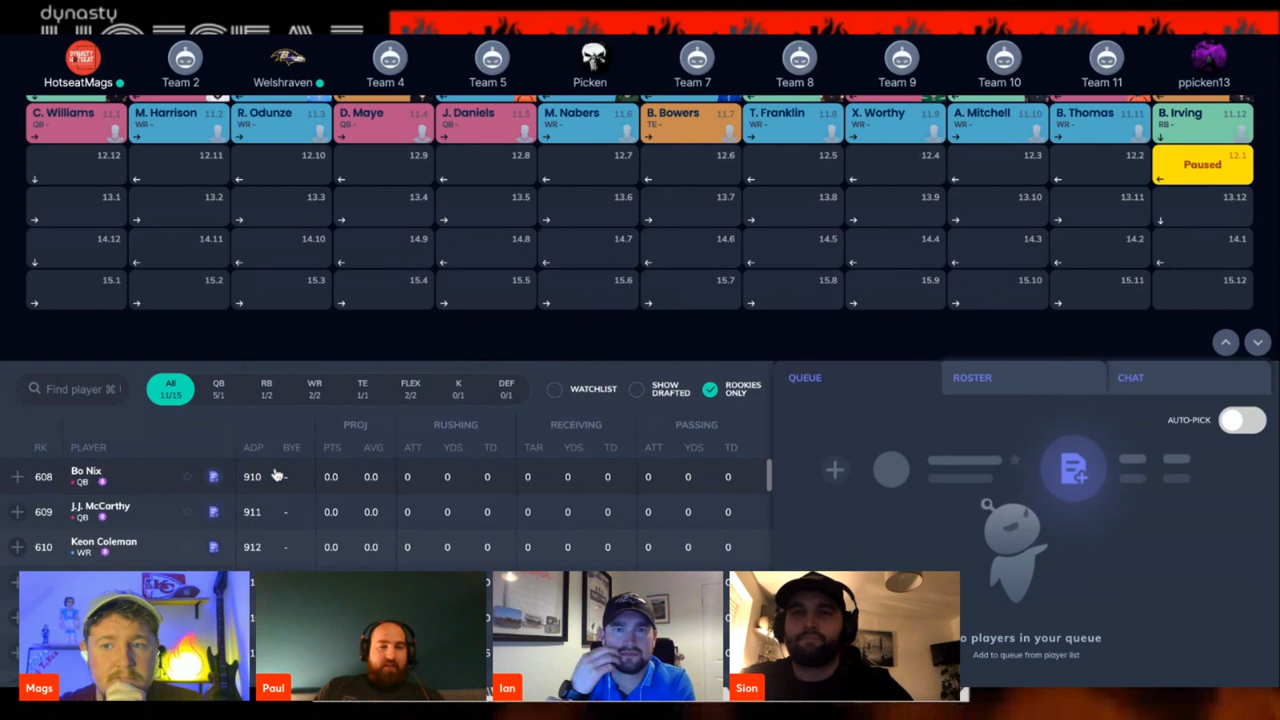 dynasty
HotseatMags
Team 2
Welshraven
Team 4
Team 5
Picken
Team 7
Team 8
Team 9
Team 10
Team 11
ppicken13
C. Williams 11.1 M. Harrison 11.2 R. Odunze 11.3 D. Maye 11.4 J. Daniels 11.5 M. Nabers 11.6 B. Bowers 11.7 T. Franklin 11.8 X. Worthy 11.9 A. Mitchell 11.10 B. Thomas 11.11 B. Irving 11.12
QB - WR - WR - QB - QB - WR - TE - WR - WR - WR - WR - RB -
12.12 12.11 12.10 12.9 12.8 12.7 12.6 12.5 12.4 12.3 12.2 12.1
Paused
13.1 13.2 13.3 13.4 13.5 13.6 13.7 13.8 13.9 13.10 13.11 13.12
14.12 14.11 14.10 14.9 14.8 14.7 14.6 14.5 14.4 14.3 14.2 14.1
15.1 15.2 15.3 15.4 15.5 15.6 15.7 15.8 15.9 15.10 15.11 15.12
Find player ⌘
All QB RB WR TE FLEX K DEF
11/15 5/1 1/2 2/2 1/1 2/2 0/1 0/1
WATCHLIST
SHOW DRAFTED
ROOKIES ONLY
QUEUE ROSTER CHAT
AUTO-PICK
PROJ RUSHING RECEIVING PASSING
RK PLAYER ADP BYE PTS AVG ATT YDS TD TAR YDS TD ATT YDS TD
608 Bo Nix 910 - 0.0 0.0 0 0 0 0 0 0 0 0 0
QB
609 J.J. McCarthy 911 - 0.0 0.0 0 0 0 0 0 0 0 0 0
QB
610 Keon Coleman 912 - 0.0 0.0 0 0 0 0 0 0 0 0 0
WR
o players in your queue
Add to queue from player list
Mags
Paul
Ian
Sion